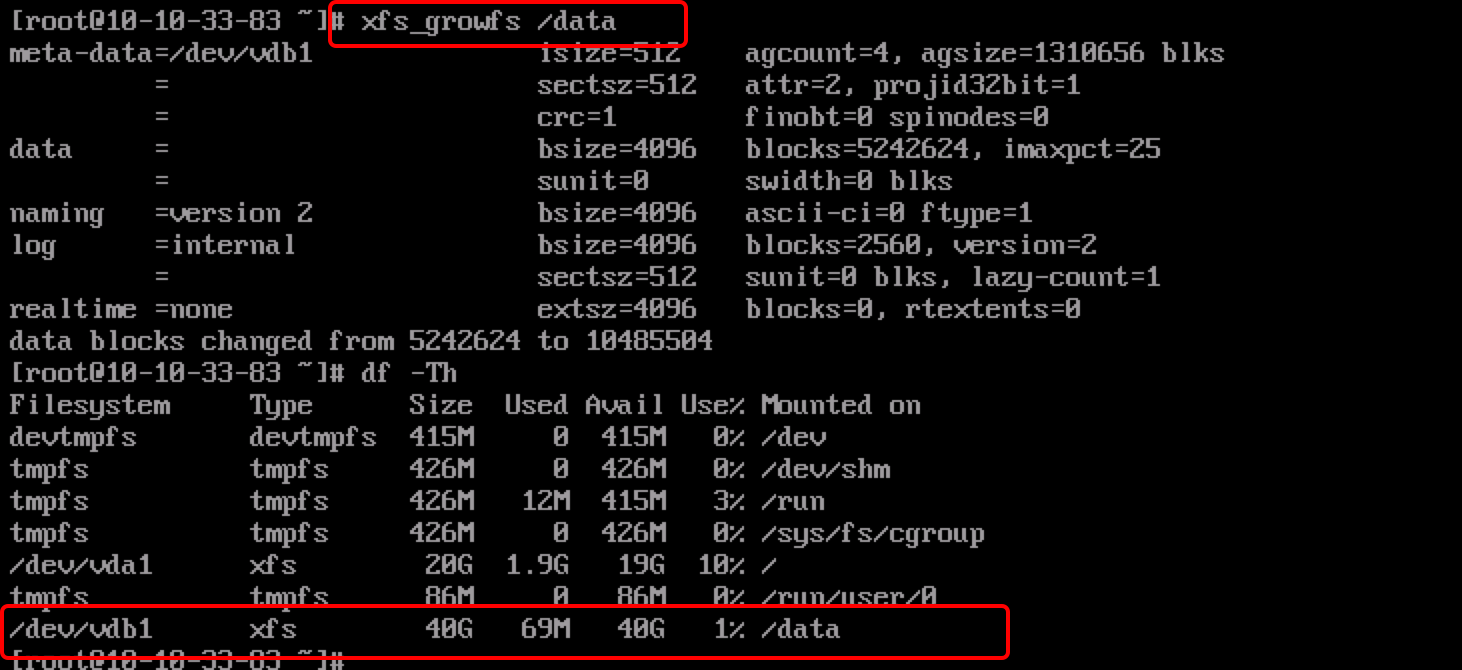 [root@10-10-33-83 ~]# xfs_growfs /data
meta-data=/dev/vdb1              isize=512    agcount=4, agsize=1310656 blks
         =                       sectsz=512   attr=2, projid32bit=1
         =                       crc=1        finobt=0 spinodes=0
data     =                       bsize=4096   blocks=5242624, imaxpct=25
         =                       sunit=0      swidth=0 blks
naming   =version 2              bsize=4096   ascii-ci=0 ftype=1
log      =internal               bsize=4096   blocks=2560, version=2
         =                       sectsz=512   sunit=0 blks, lazy-count=1
realtime =none                   extsz=4096   blocks=0, rtextents=0
data blocks changed from 5242624 to 10485504
[root@10-10-33-83 ~]# df -Th
Filesystem     Type      Size  Used Avail Use% Mounted on
devtmpfs       devtmpfs  415M     0  415M   0% /dev
tmpfs          tmpfs     426M     0  426M   0% /dev/shm
tmpfs          tmpfs     426M   12M  415M   3% /run
tmpfs          tmpfs     426M     0  426M   0% /sys/fs/cgroup
/dev/vda1      xfs        20G  1.9G   19G  10% /
tmpfs          tmpfs      86M     0   86M   0% /run/user/0
/dev/vdb1      xfs        40G   69M   40G   1% /data
[root@10-10-33-83 ~]#